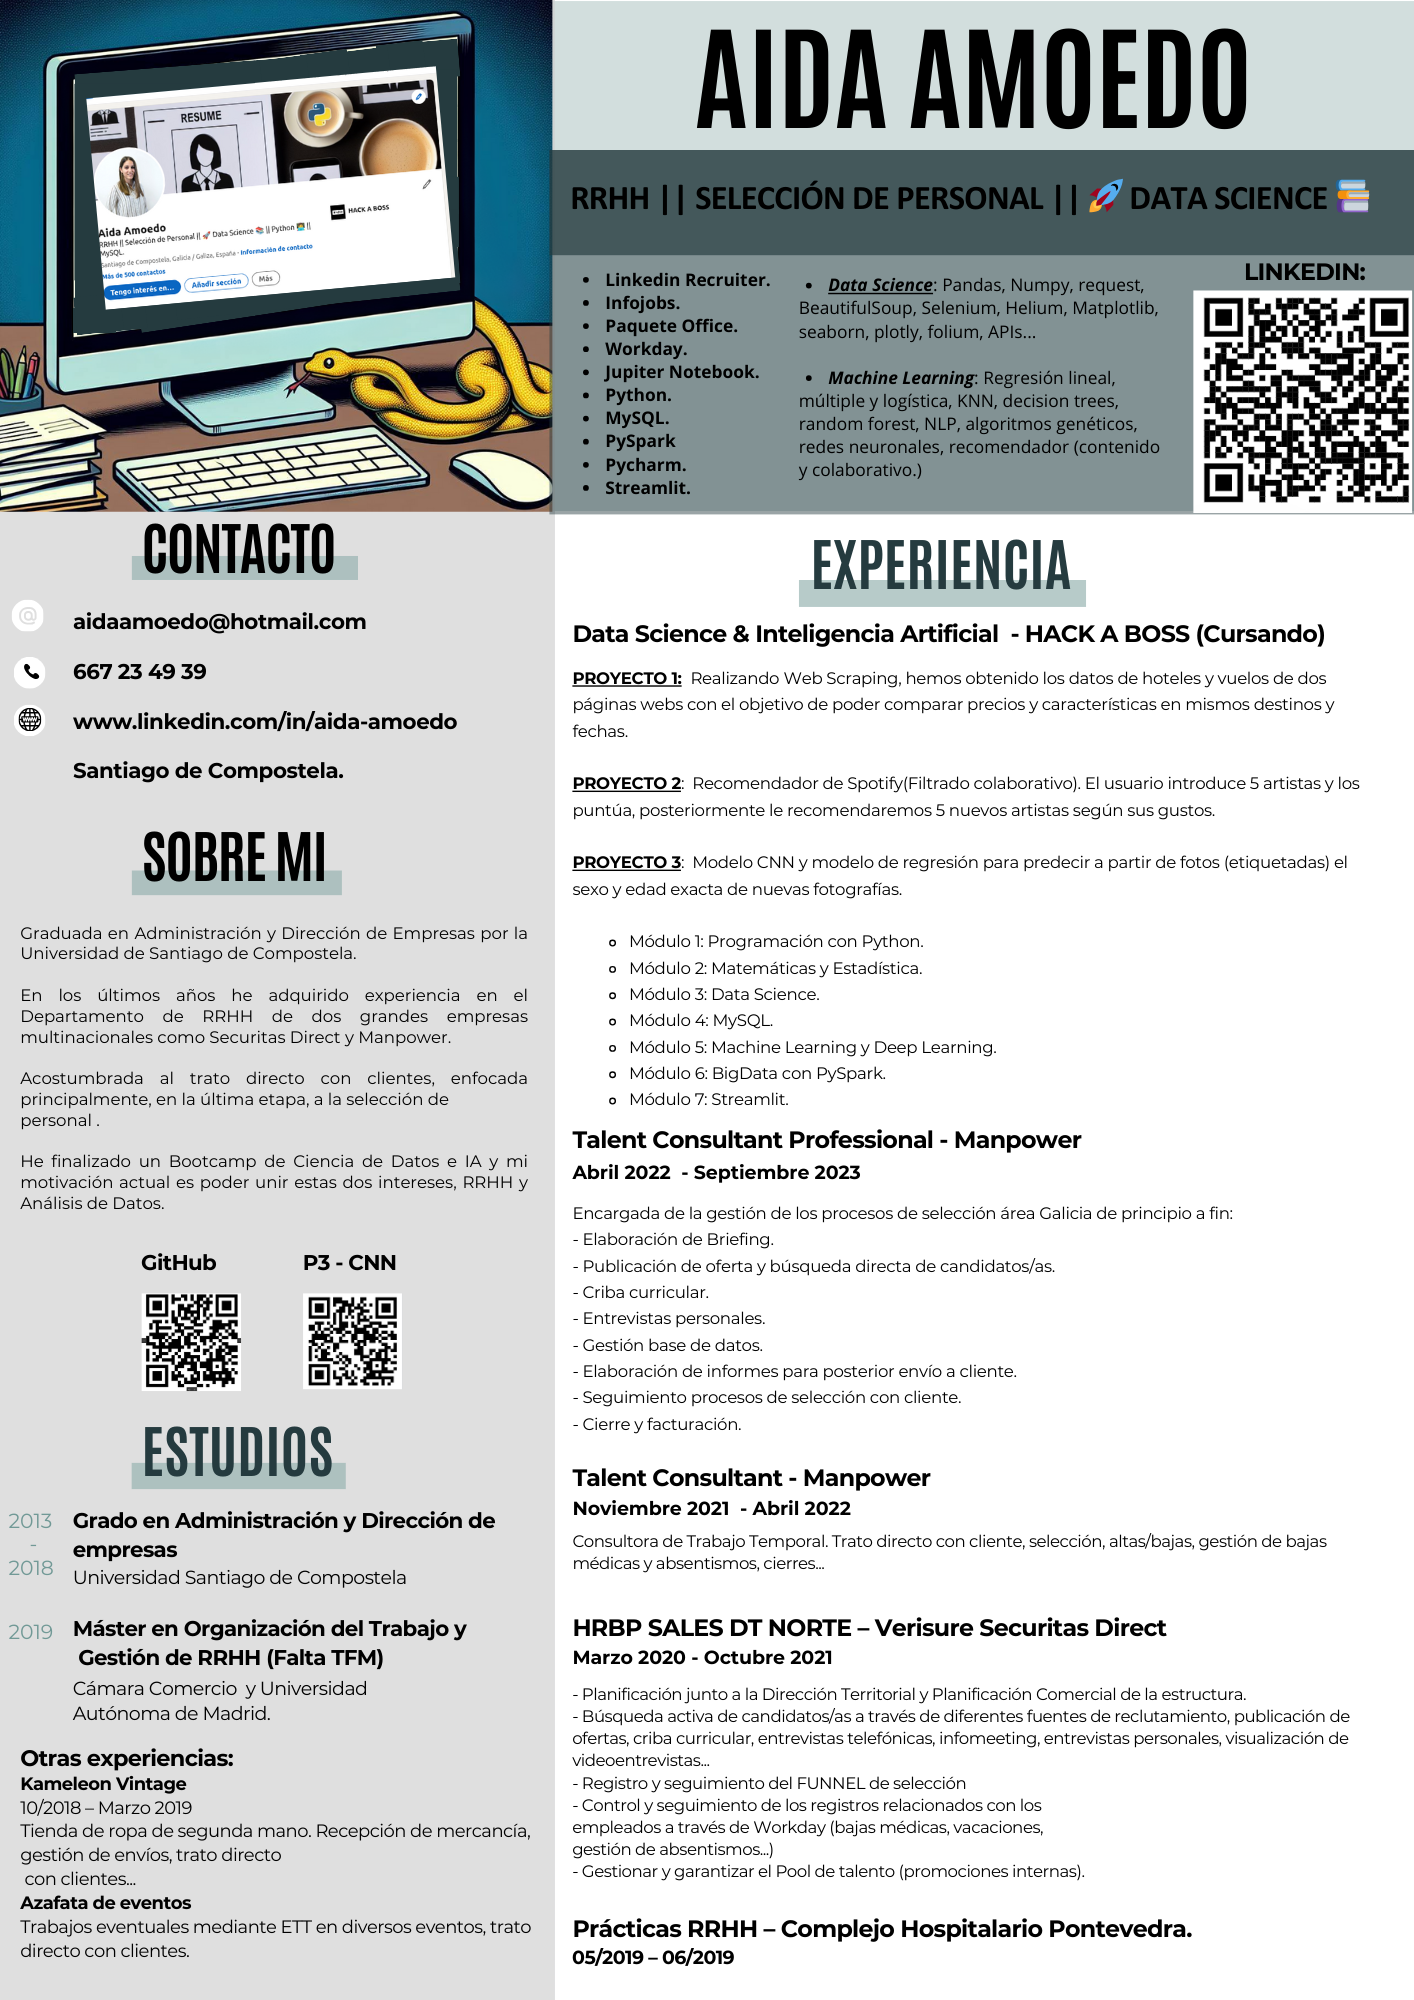 RESUME
Aida Amoedo
RRHH || Selección de Personal || 🚀 Data Science 📚 || Python 👩‍💻 ||
MySQL.
Santiago de Compostela, Galicia / Galiza, España · Información de contacto
Más de 500 contactos
Tengo interés en...
Añadir sección
Más
HACK A BOSS
AIDA AMOEDO
RRHH || SELECCIÓN DE PERSONAL || 🚀 DATA SCIENCE 📚
• Linkedin Recruiter.
• Infojobs.
• Paquete Office.
• Workday.
• Jupiter Notebook.
• Python.
• MySQL.
• PySpark
• Pycharm.
• Streamlit.
• Data Science: Pandas, Numpy, request,
BeautifulSoup, Selenium, Helium, Matplotlib,
seaborn, plotly, folium, APIs...
• Machine Learning: Regresión lineal,
múltiple y logística, KNN, decision trees,
random forest, NLP, algoritmos genéticos,
redes neuronales, recomendador (contenido
y colaborativo.)
LINKEDIN:
CONTACTO
@
aidaamoedo@hotmail.com
667 23 49 39
www.linkedin.com/in/aida-amoedo
Santiago de Compostela.
SOBRE MI
Graduada en Administración y Dirección de Empresas por la
Universidad de Santiago de Compostela.
En los últimos años he adquirido experiencia en el
Departamento de RRHH de dos grandes empresas
multinacionales como Securitas Direct y Manpower.
Acostumbrada al trato directo con clientes, enfocada
principalmente, en la última etapa, a la selección de
personal .
He finalizado un Bootcamp de Ciencia de Datos e IA y mi
motivación actual es poder unir estas dos intereses, RRHH y
Análisis de Datos.
GitHub
P3 - CNN
ESTUDIOS
2013
-
2018
Grado en Administración y Dirección de
empresas
Universidad Santiago de Compostela
2019
Máster en Organización del Trabajo y
Gestión de RRHH (Falta TFM)
Cámara Comercio y Universidad
Autónoma de Madrid.
Otras experiencias:
Kameleon Vintage
10/2018 – Marzo 2019
Tienda de ropa de segunda mano. Recepción de mercancía,
gestión de envíos, trato directo
con clientes...
Azafata de eventos
Trabajos eventuales mediante ETT en diversos eventos, trato
directo con clientes.
EXPERIENCIA
Data Science & Inteligencia Artificial - HACK A BOSS (Cursando)
PROYECTO 1: Realizando Web Scraping, hemos obtenido los datos de hoteles y vuelos de dos
páginas webs con el objetivo de poder comparar precios y características en mismos destinos y
fechas.
PROYECTO 2: Recomendador de Spotify(Filtrado colaborativo). El usuario introduce 5 artistas y los
puntúa, posteriormente le recomendaremos 5 nuevos artistas según sus gustos.
PROYECTO 3: Modelo CNN y modelo de regresión para predecir a partir de fotos (etiquetadas) el
sexo y edad exacta de nuevas fotografías.
Módulo 1: Programación con Python.
Módulo 2: Matemáticas y Estadística.
Módulo 3: Data Science.
Módulo 4: MySQL.
Módulo 5: Machine Learning y Deep Learning.
Módulo 6: BigData con PySpark.
Módulo 7: Streamlit.
Talent Consultant Professional - Manpower
Abril 2022 - Septiembre 2023
Encargada de la gestión de los procesos de selección área Galicia de principio a fin:
- Elaboración de Briefing.
- Publicación de oferta y búsqueda directa de candidatos/as.
- Criba curricular.
- Entrevistas personales.
- Gestión base de datos.
- Elaboración de informes para posterior envío a cliente.
- Seguimiento procesos de selección con cliente.
- Cierre y facturación.
Talent Consultant - Manpower
Noviembre 2021 - Abril 2022
Consultora de Trabajo Temporal. Trato directo con cliente, selección, altas/bajas, gestión de bajas
médicas y absentismos, cierres...
HRBP SALES DT NORTE – Verisure Securitas Direct
Marzo 2020 - Octubre 2021
- Planificación junto a la Dirección Territorial y Planificación Comercial de la estructura.
- Búsqueda activa de candidatos/as a través de diferentes fuentes de reclutamiento, publicación de
ofertas, criba curricular, entrevistas telefónicas, infomeeting, entrevistas personales, visualización de
videoentrevistas...
- Registro y seguimiento del FUNNEL de selección
- Control y seguimiento de los registros relacionados con los
empleados a través de Workday (bajas médicas, vacaciones,
gestión de absentismos...)
- Gestionar y garantizar el Pool de talento (promociones internas).
Prácticas RRHH – Complejo Hospitalario Pontevedra.
05/2019 – 06/2019